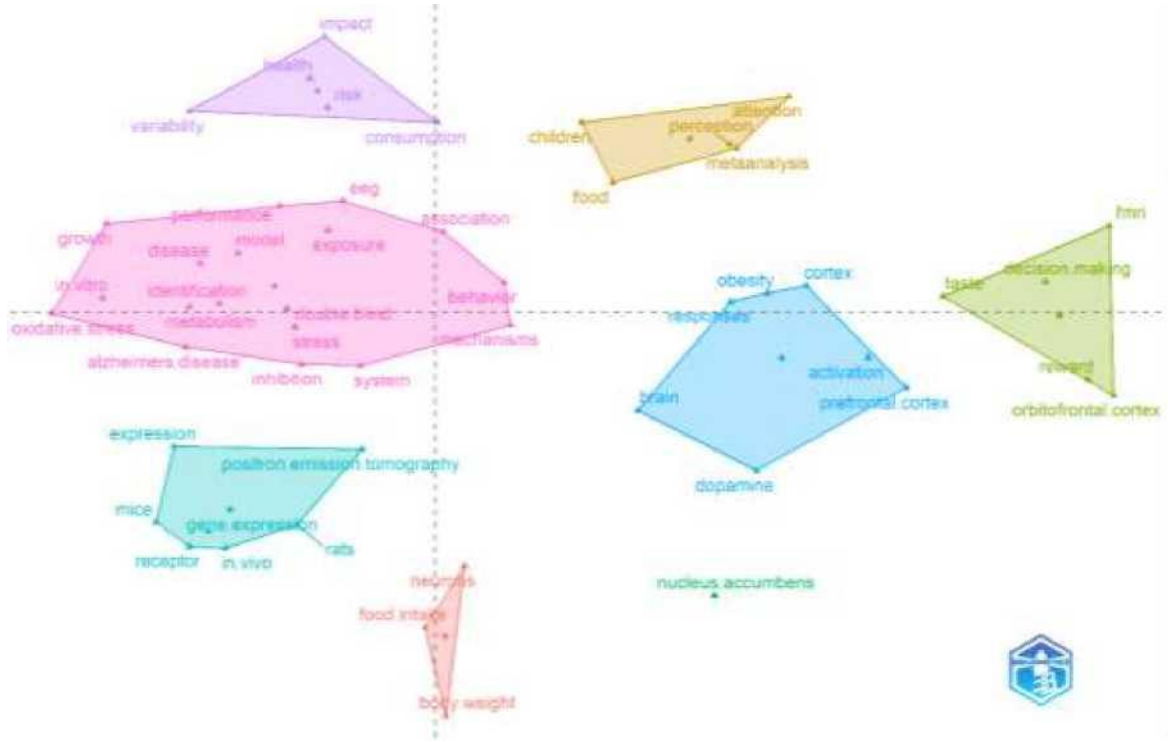 impact
health
risk
variability
consumption
attention
children
perception
metaanalysis
food
eeg
performance
association
growth
model
exposure
disease
in.vitro
identification
behavior
metabolism
double.blind
oxidative stress
stress
mechanisms
alzheimers.disease
inhibition
system
fmri
decision.making
taste
reward
orbitofrontal.cortex
obesity
cortex
responses
activation
brain
prefrontal.cortex
dopamine
expression
positron emission tomography
mice
gene.expression
rats
receptor
in.vivo
neurons
food.intake
body.weight
nucleus.accumbens